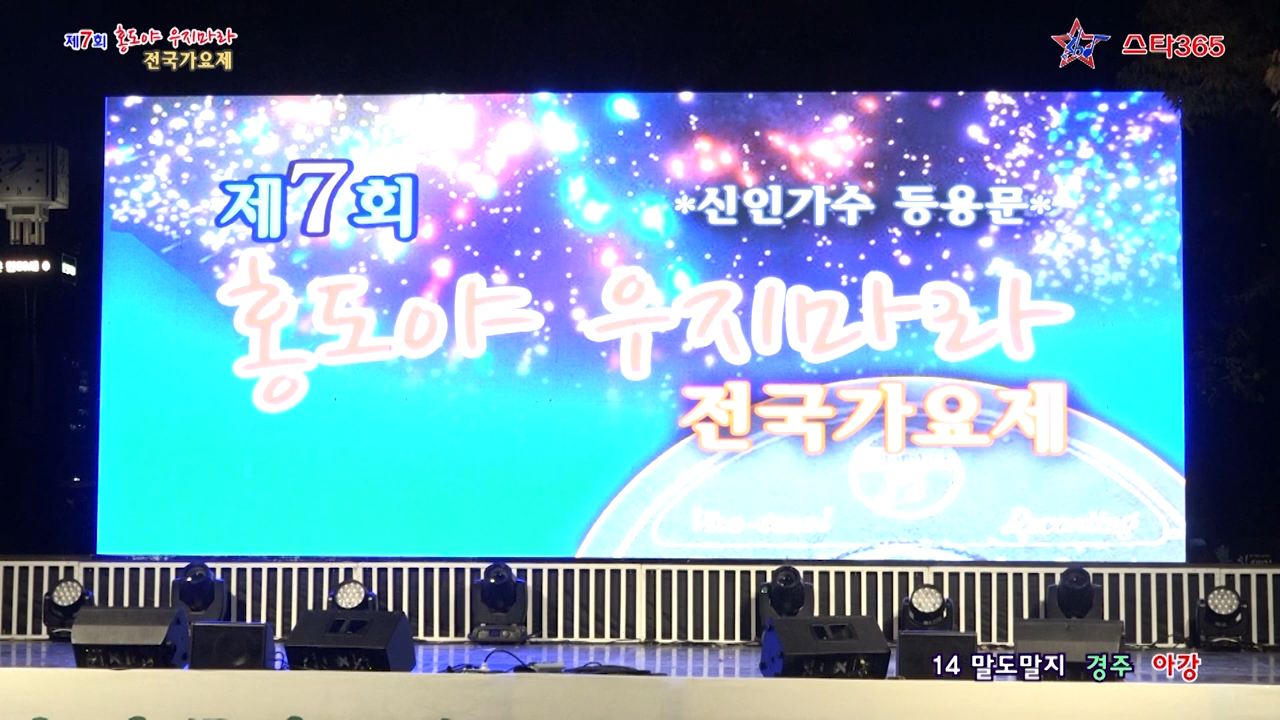 제7회 홍도야 우지마라
전국가요제
스타365
제7회
*신인가수 등용문*
홍도야 우지마라
전국가요제
14 말도말지 경주 아강